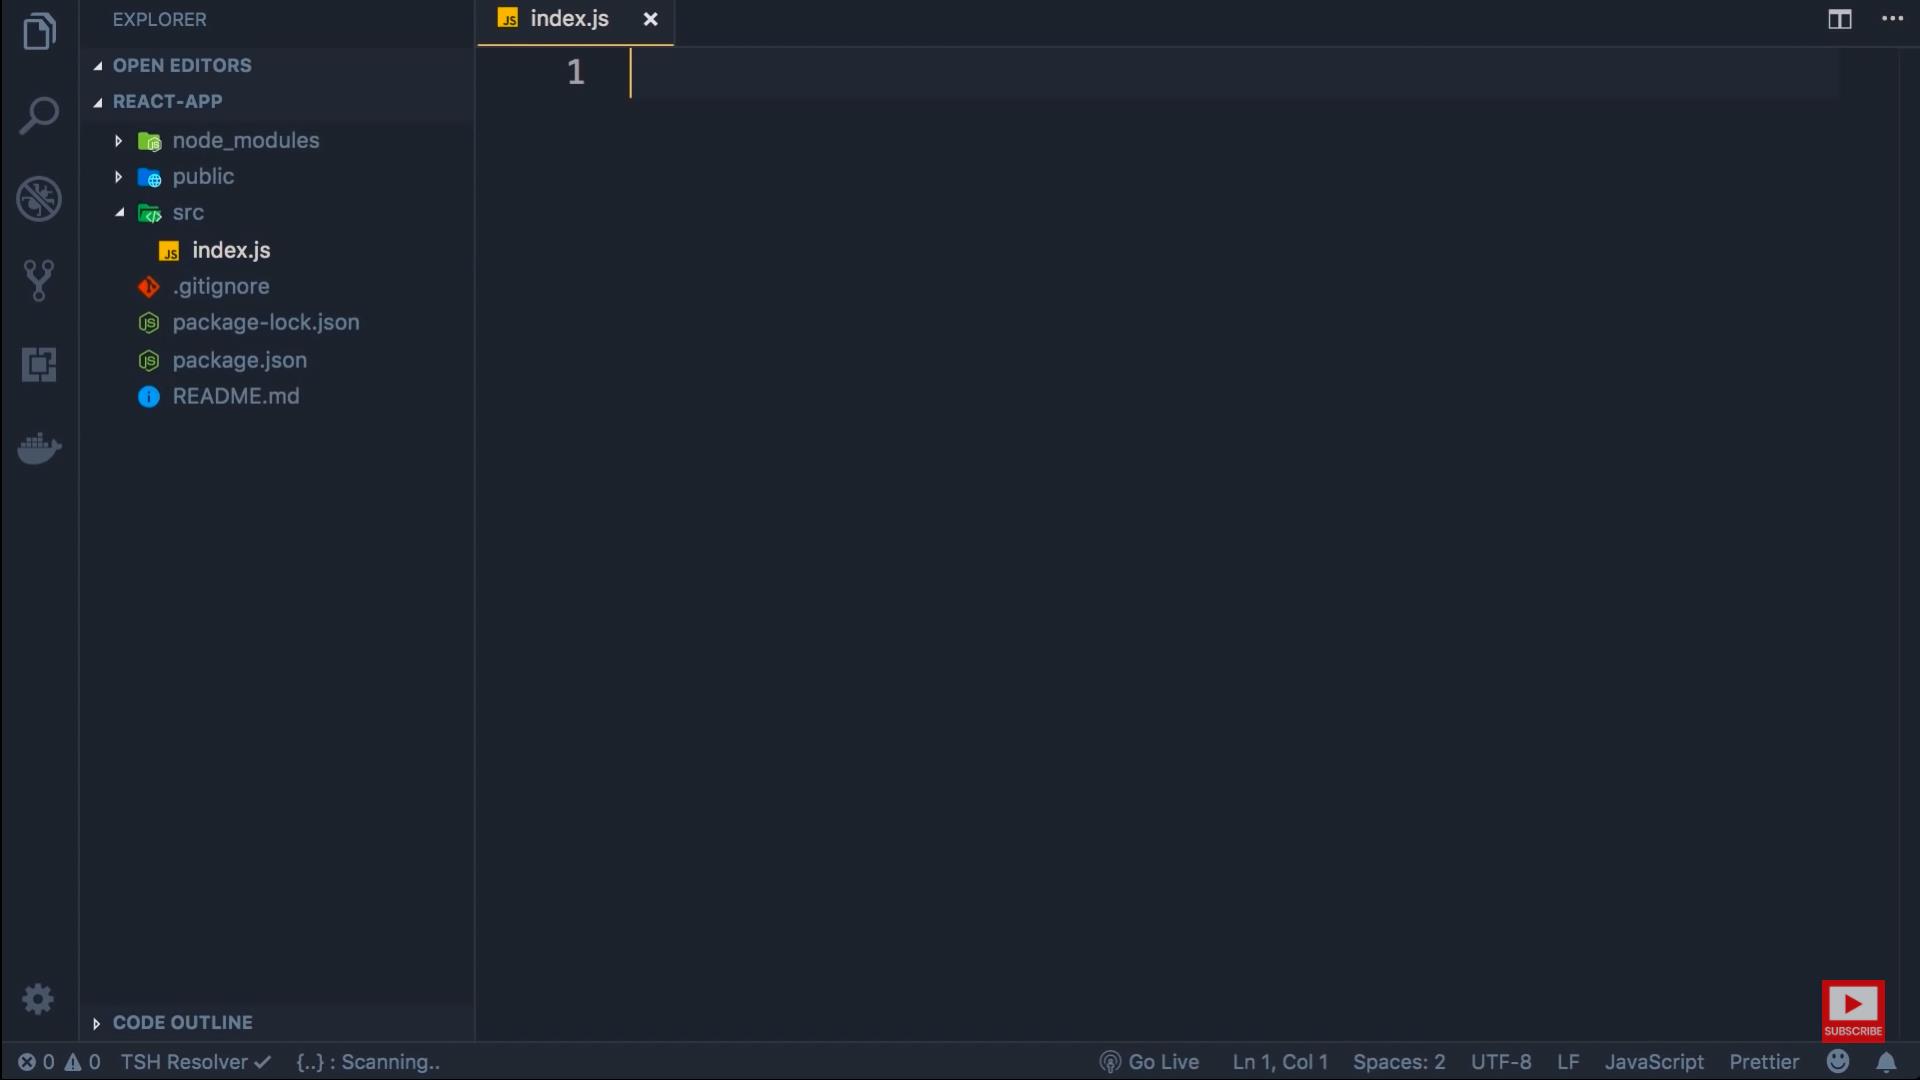 EXPLORER
index.js
OPEN EDITORS
REACT-APP
node_modules
public
src
index.js
.gitignore
package-lock.json
package.json
README.md
CODE OUTLINE
1
SUBSCRIBE
0 0 TSH Resolver {..} : Scanning.. Go Live Ln 1, Col 1 Spaces: 2 UTF-8 LF JavaScript Prettier